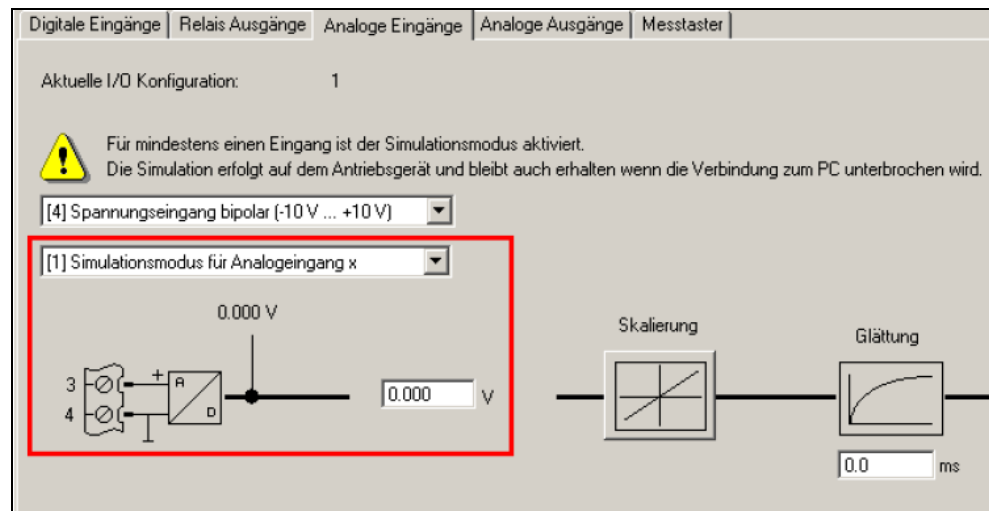 Digitale Eingänge Relais Ausgänge Analoge Eingänge Analoge Ausgänge Messtaster
Aktuelle I/O Konfiguration: 1
Für mindestens einen Eingang ist der Simulationsmodus aktiviert.
Die Simulation erfolgt auf dem Antriebsgerät und bleibt auch erhalten wenn die Verbindung zum PC unterbrochen wird.
[4] Spannungseingang bipolar (-10 V ... +10 V)
[1] Simulationsmodus für Analogeingang x
0.000 V
Skalierung
Glättung
3 + A
0.000 V
4 D
0.0 ms